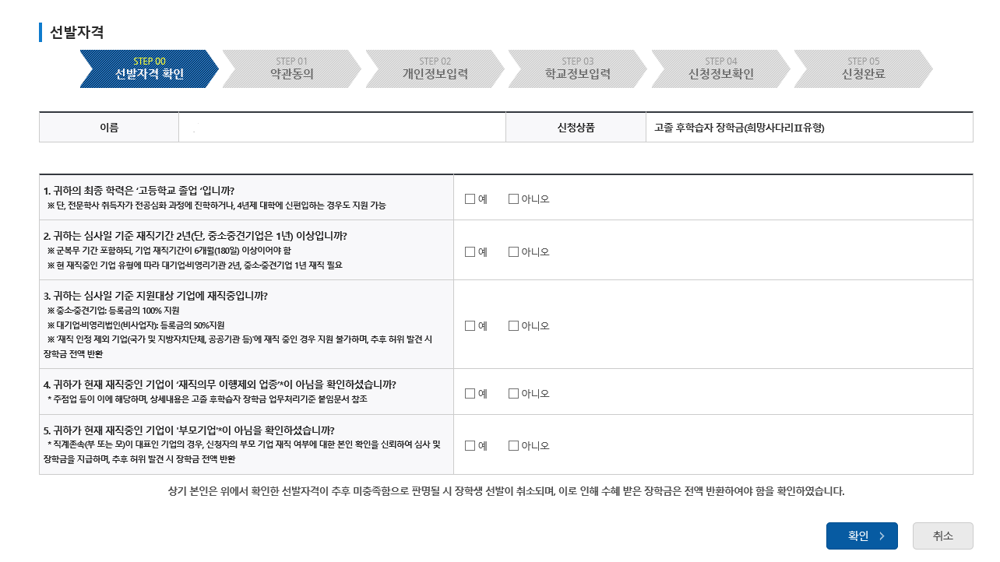 선발자격
STEP 00
선발자격 확인
STEP 01
약관동의
STEP 02
개인정보입력
STEP 03
학교정보입력
STEP 04
신청정보확인
STEP 05
신청완료
이름
신청상품
고졸 후학습자 장학금(희망사다리Ⅱ유형)
1. 귀하의 최종 학력은 ‘고등학교 졸업 ‘입니까?
※ 단, 전문학사 취득자가 전공심화 과정에 진학하거나, 4년제 대학에 신편입하는 경우도 지원 가능
예 아니오
2. 귀하는 심사일 기준 재직기간 2년(단, 중소중견기업은 1년) 이상입니까?
※ 군복무 기간 포함하되, 기업 재직기간이 6개월(180일) 이상이어야 함
※ 현 재직중인 기업 유형에 따라 대기업·비영리기관 2년, 중소·중견기업 1년 재직 필요
예 아니오
3. 귀하는 심사일 기준 지원대상 기업에 재직중입니까?
※ 중소·중견기업: 등록금의 100% 지원
※ 대기업·비영리법인(비사업자): 등록금의 50%지원
※ '재직 인정 제외 기업(국가 및 지방자치단체, 공공기관 등)'에 재직 중인 경우 지원 불가하며, 추후 허위 발견 시
장학금 전액 반환
예 아니오
4. 귀하가 현재 재직중인 기업이 ‘재직의무 이행제외 업종’*이 아님을 확인하셨습니까?
* 주점업 등이 이에 해당하며, 상세내용은 고졸 후학습자 장학금 업무처리기준 붙임문서 참조
예 아니오
5. 귀하가 현재 재직중인 기업이 '부모기업'*이 아님을 확인하셨습니까?
* 직계존속(부 또는 모)이 대표인 기업의 경우, 신청자의 부모 기업 재직 여부에 대한 본인 확인을 신뢰하여 심사 및
장학금을 지급하며, 추후 허위 발견 시 장학금 전액 반환
예 아니오
상기 본인은 위에서 확인한 선발자격이 추후 미충족함으로 판명될 시 장학생 선발이 취소되며, 이로 인해 수혜 받은 장학금은 전액 반환하여야 함을 확인하였습니다.
확인
취소